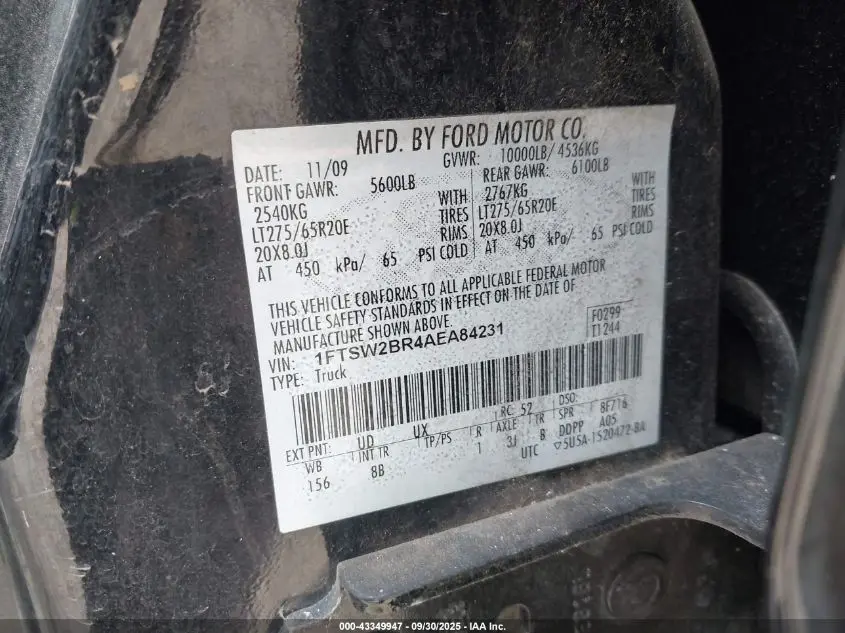 MFD. BY FORD MOTOR CO.
DATE: 11/09 GVWR: 10000LB/ 4536KG
FRONT GAWR: 5600LB REAR GAWR: 6100LB
2540KG WITH 2767KG WITH
LT275/65R20E TIRES LT275/65R20E TIRES
20X8.0J RIMS 20X8.0J RIMS
AT 450 kPa/ 65 PSI COLD AT 450 kPa/ 65 PSI COLD
THIS VEHICLE CONFORMS TO ALL APPLICABLE FEDERAL MOTOR
VEHICLE SAFETY STANDARDS IN EFFECT ON THE DATE OF
MANUFACTURE SHOWN ABOVE.
VIN: 1FTSW2BR4AEA84231
TYPE: Truck
F0299
T1244
EXT PNT: UD UX RC: 52 DSO:
WB INT TR TP/PS R AXLE TR SPR 8F716
156 8B 1 3J B DDPP A05
UTC ▽5U5A-1520472-BA
000-43349947 - 09/30/2025 - IAA Inc.